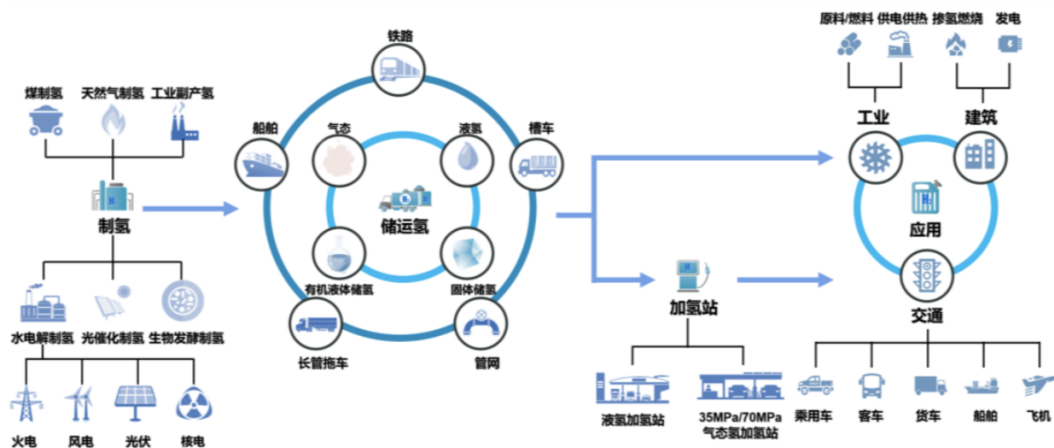 煤制氢
天然气制氢
工业副产氢
制氢
水电解制氢
光催化制氢
生物发酵制氢
火电
风电
光伏
核电
铁路
船舶
气态
液氢
槽车
储运氢
有机液体储氢
固体储氢
长管拖车
管网
加氢站
液氢加氢站
35MPa/70MPa
气态氢加氢站
原料/燃料
供电供热
掺氢燃烧
发电
工业
建筑
应用
交通
乘用车
客车
货车
船舶
飞机